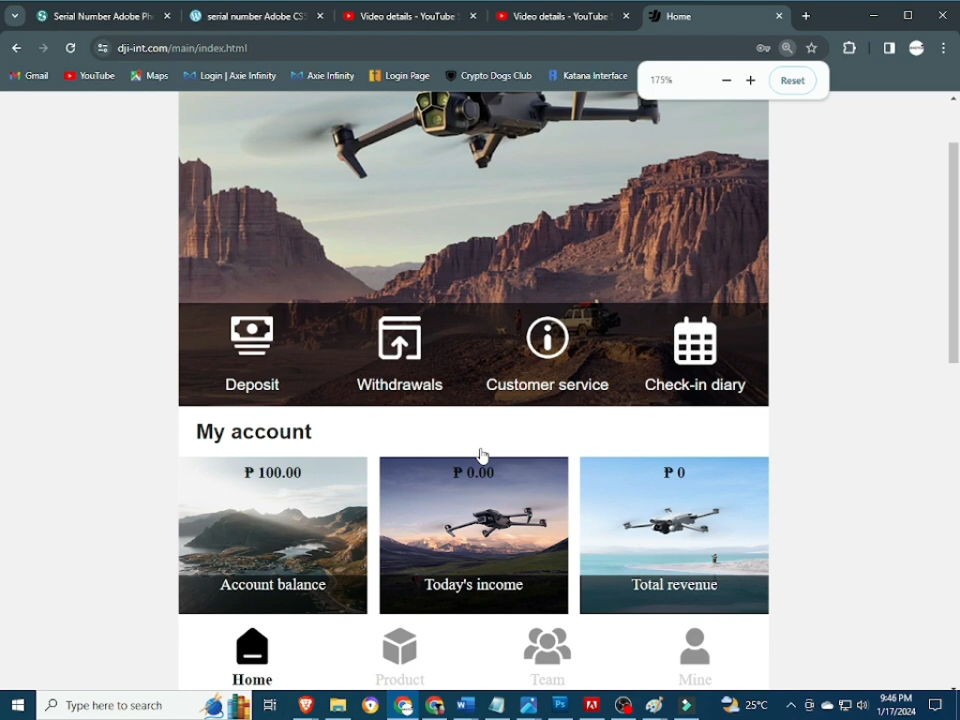 Serial Number Adobe Ph
serial number Adobe CS
Video details - YouTube
Video details - YouTube
Home
dji-int.com/main/index.html
Gmail
YouTube
Maps
Login | Axie Infinity
Axie Infinity
Login Page
Crypto Dogs Club
Katana Interface
175%
Reset
Deposit
Withdrawals
Customer service
Check-in diary
My account
₱ 100.00
₱ 0.00
₱ 0
Account balance
Today's income
Total revenue
Home
Product
Team
Mine
Type here to search
25°C
9:46 PM
1/17/2024